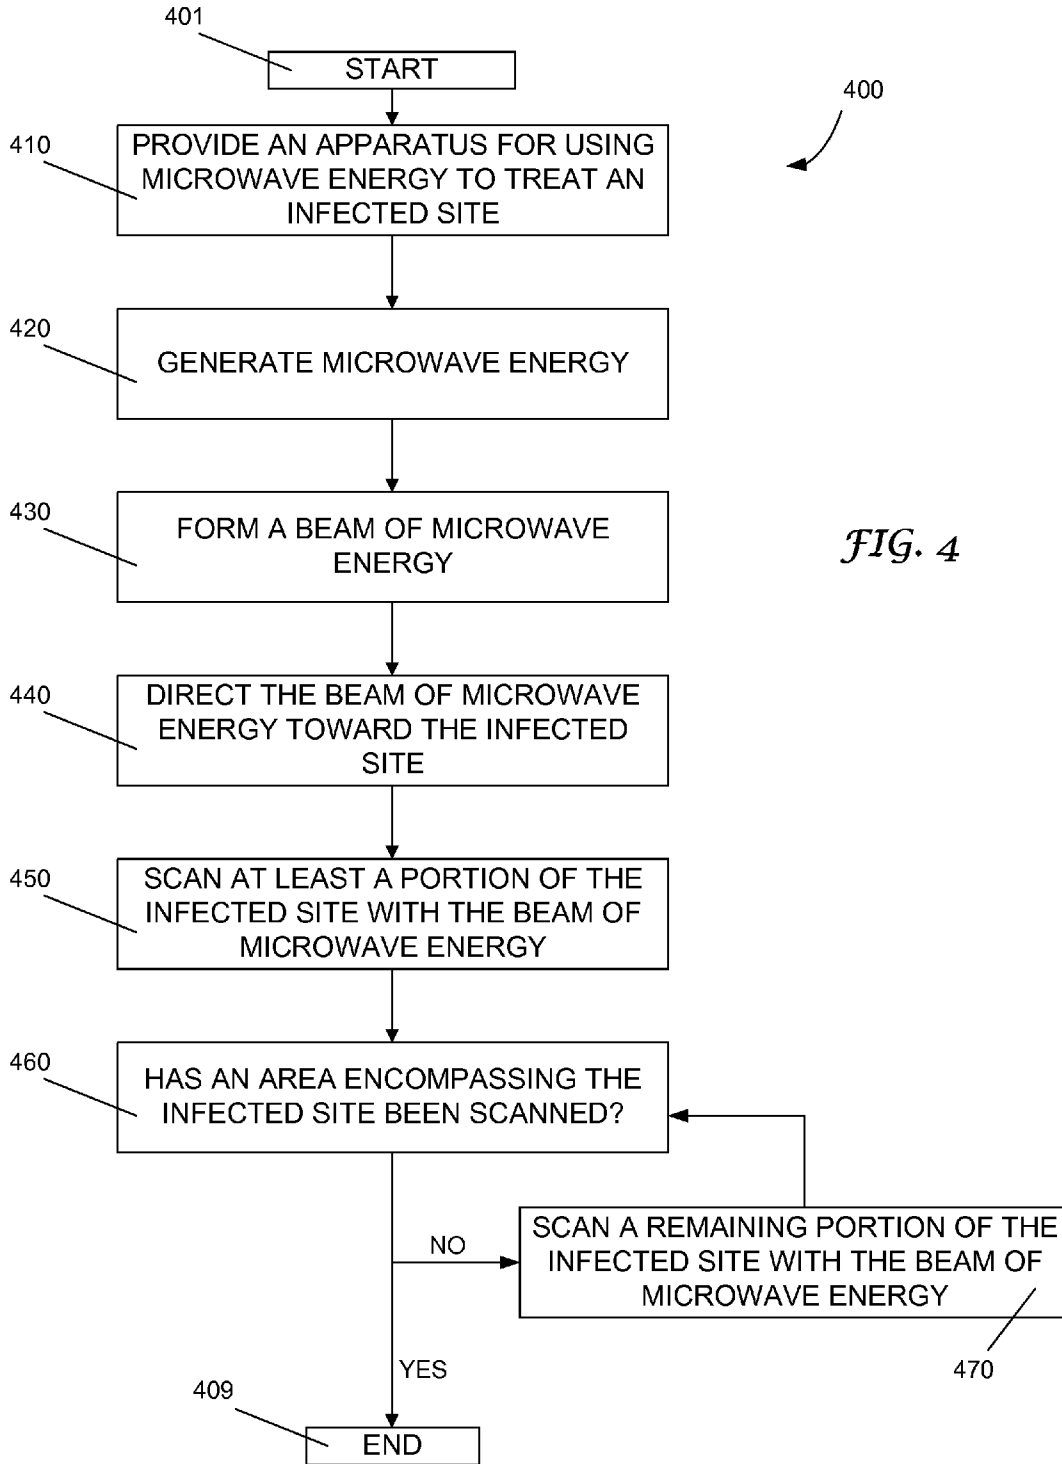 401
START
400
410
PROVIDE AN APPARATUS FOR USING
MICROWAVE ENERGY TO TREAT AN
INFECTED SITE
420
GENERATE MICROWAVE ENERGY
430
FORM A BEAM OF MICROWAVE
ENERGY
FIG. 4
440
DIRECT THE BEAM OF MICROWAVE
ENERGY TOWARD THE INFECTED
SITE
450
SCAN AT LEAST A PORTION OF THE
INFECTED SITE WITH THE BEAM OF
MICROWAVE ENERGY
460
HAS AN AREA ENCOMPASSING THE
INFECTED SITE BEEN SCANNED?
NO
SCAN A REMAINING PORTION OF THE
INFECTED SITE WITH THE BEAM OF
MICROWAVE ENERGY
470
YES
409
END